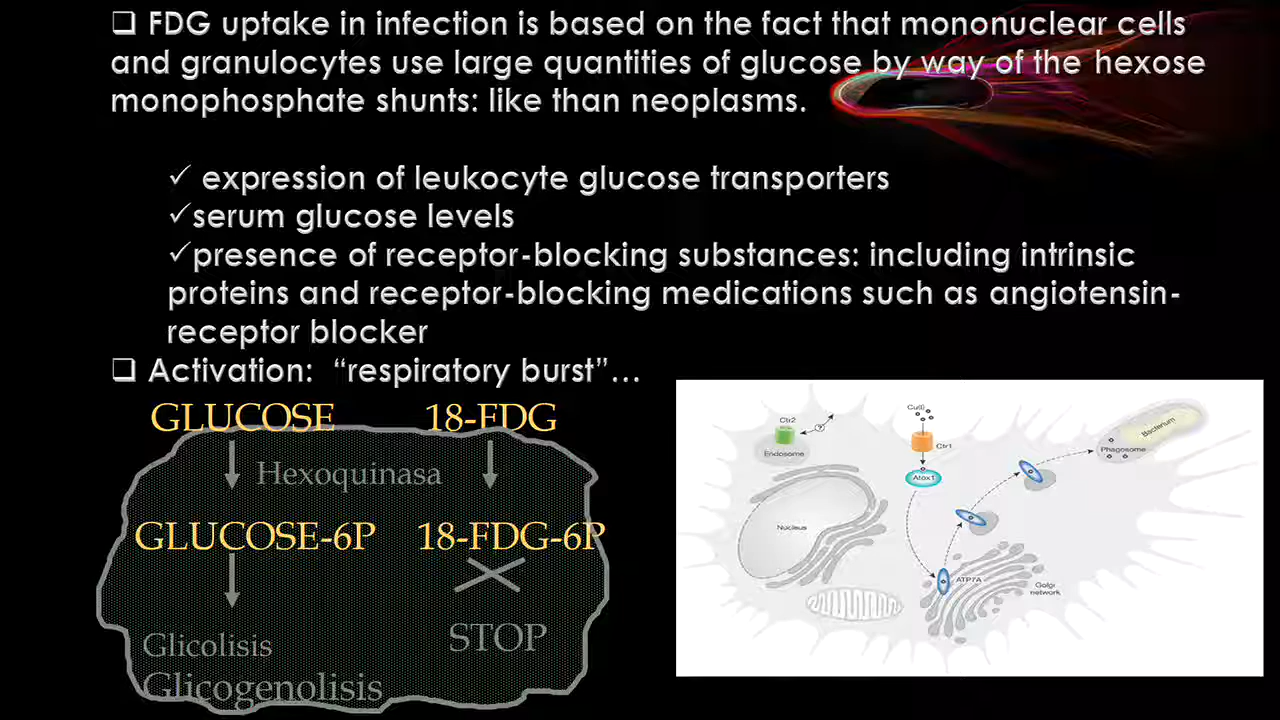 ❑ FDG uptake in infection is based on the fact that mononuclear cells
and granulocytes use large quantities of glucose by way of the hexose
monophosphate shunts: like than neoplasms.
✓ expression of leukocyte glucose transporters
✓serum glucose levels
✓presence of receptor-blocking substances: including intrinsic
proteins and receptor-blocking medications such as angiotensin-
receptor blocker
❑ Activation: “respiratory burst”…
GLUCOSE 18-FDG
Hexoquinasa
GLUCOSE-6P 18-FDG-6P
STOP
Glicolisis
Glicogenolisis
Ctr2
?
Endosome
Ctr1
Atox1
Phagosome
Bacterium
Nucleus
ATP7A
Golgi
network